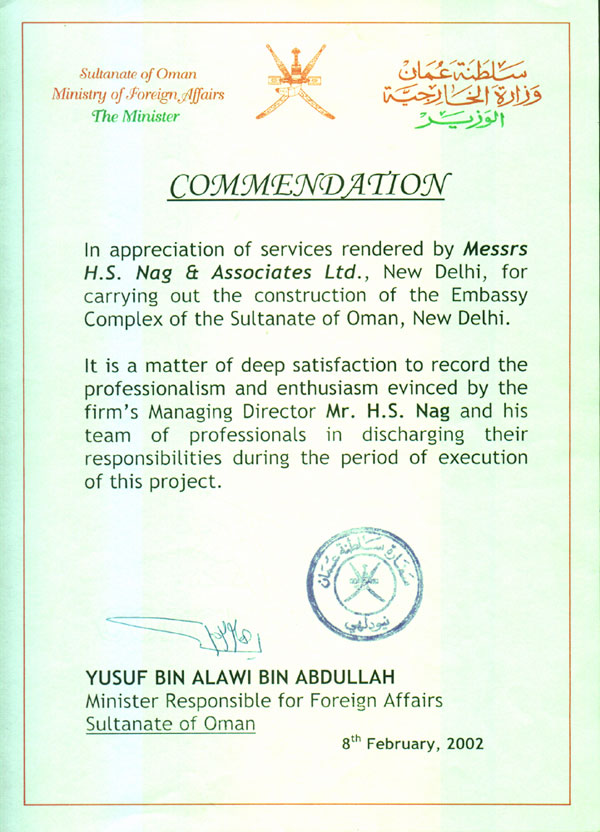 Sultanate of Oman
Ministry of Foreign Affairs
The Minister
سلطنة عمان
وزارة الخارجية
الوزير
COMMENDATION
In appreciation of services rendered by Messrs
H.S. Nag & Associates Ltd., New Delhi, for
carrying out the construction of the Embassy
Complex of the Sultanate of Oman, New Delhi.
It is a matter of deep satisfaction to record the
professionalism and enthusiasm evinced by the
firm's Managing Director Mr. H.S. Nag and his
team of professionals in discharging their
responsibilities during the period of execution
of this project.
سفارة سلطنة عمان
نيودلهي
YUSUF BIN ALAWI BIN ABDULLAH
Minister Responsible for Foreign Affairs
Sultanate of Oman
8th February, 2002